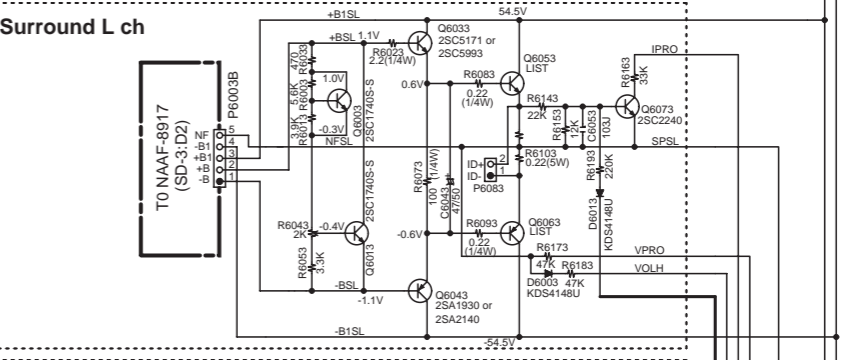 +B1SL
54.5V
Surround L ch
Q6033
2SC5171 or
2SC5993
+BSL 1.1V
R6023
2.2(1/4W)
IPRO
470
R6033
Q6053
LIST
R6163
33K
1.0V
0.6V
R6083
0.22
(1/4W)
5.6K
R6003
P6003B
R6143
22K
Q6073
2SC2240
Q6003
2SC1740S-S
3.9K
R6013
-0.3V
R6153
12K
C6053
103J
TO NAAF-8917
(SD-3:D2)
NF 5
-B1 4
+B1 3
+B 2
-B 1
NFSL
SPSL
R6103
0.22(5W)
ID+ 2
ID- 1
P6083
R6193
220K
R6073
100 (1/4W)
C6043
47/50
+
2SC1740S-S
Q6013
D6013
KDS4148U
R6043
2K
-0.4V
-0.6V
R6093
0.22
(1/4W)
Q6063
LIST
R6053
3.3K
R6173
47K
VPRO
R6183
47K
VOLH
D6003
KDS4148U
-BSL
-1.1V
Q6043
2SA1930 or
2SA2140
-B1SL
-54.5V